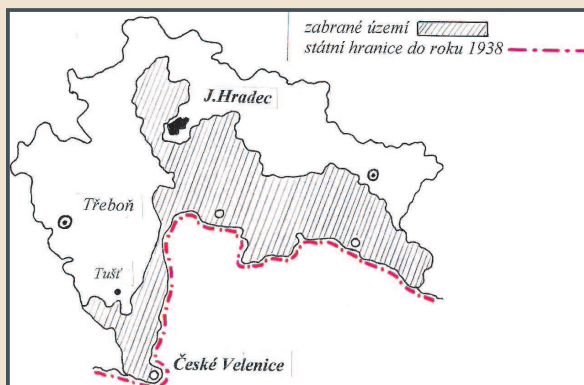 zabrané území
státní hranice do roku 1938
J.Hradec
Třeboň
Tušť
České Velenice